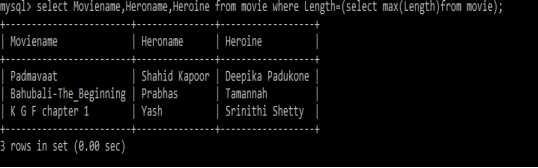 mysql> select Moviename,Heroname,Heroine from movie where Length=(select max(Length)from movie);
+------------------------+---------------+------------------+
| Moviename | Heroname | Heroine |
+------------------------+---------------+------------------+
| Padmavaat | Shahid Kapoor | Deepika Padukone |
| Bahubali-The_Beginning | Prabhas | Tamannah |
| K G F chapter 1 | Yash | Srinithi Shetty |
+------------------------+---------------+------------------+
3 rows in set (0.00 sec)